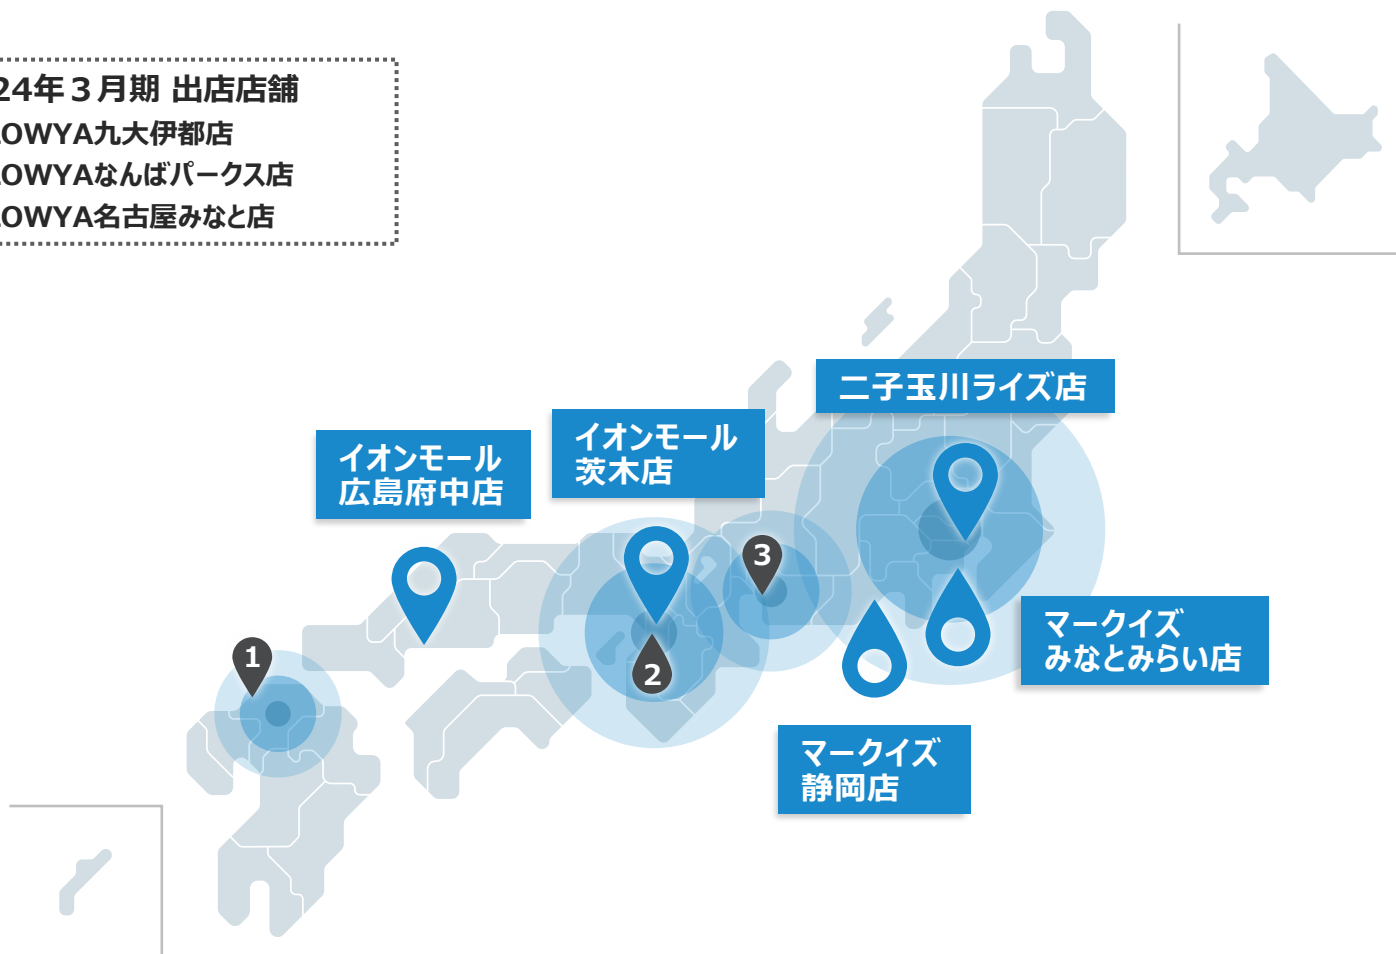 24年３月期 出店店舗
OWYA九大伊都店
OWYAなんばパークス店
OWYA名古屋みなと店
二子玉川ライズ店
イオンモール
茨木店
イオンモール
広島府中店
3
1
2
マークイズ
みなとみらい店
マークイズ
静岡店